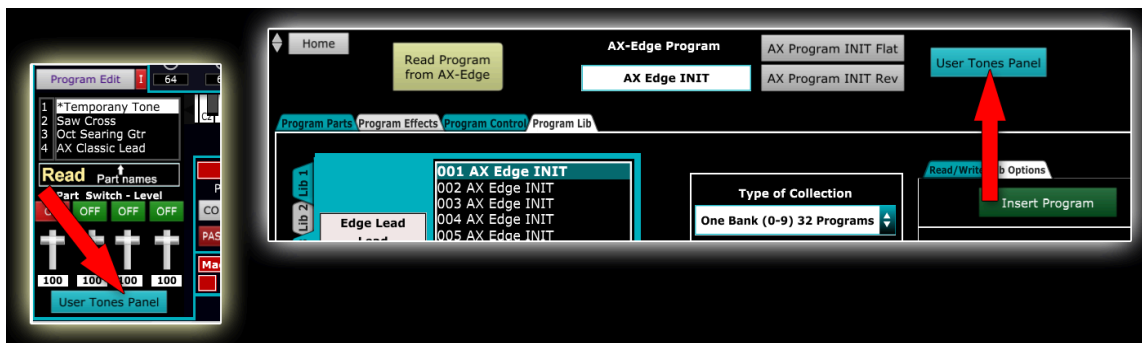 Program Edit
I
64
1 *Temporany Tone
2 Saw Cross
3 Oct Searing Gtr
4 AX Classic Lead
Read Part names
Part Switch - Level
OFF OFF OFF
100 100 100 100
User Tones Panel
Home
Read Program
from AX-Edge
AX-Edge Program
AX Edge INIT
AX Program INIT Flat
AX Program INIT Rev
User Tones Panel
Program Parts Program Effects Program Control Program Lib
Lib 1
Lib 2
Edge Lead
Lead
001 AX Edge INIT
002 AX Edge INIT
003 AX Edge INIT
004 AX Edge INIT
005 AX Edge INIT
Type of Collection
One Bank (0-9) 32 Programs
Options
Insert Program